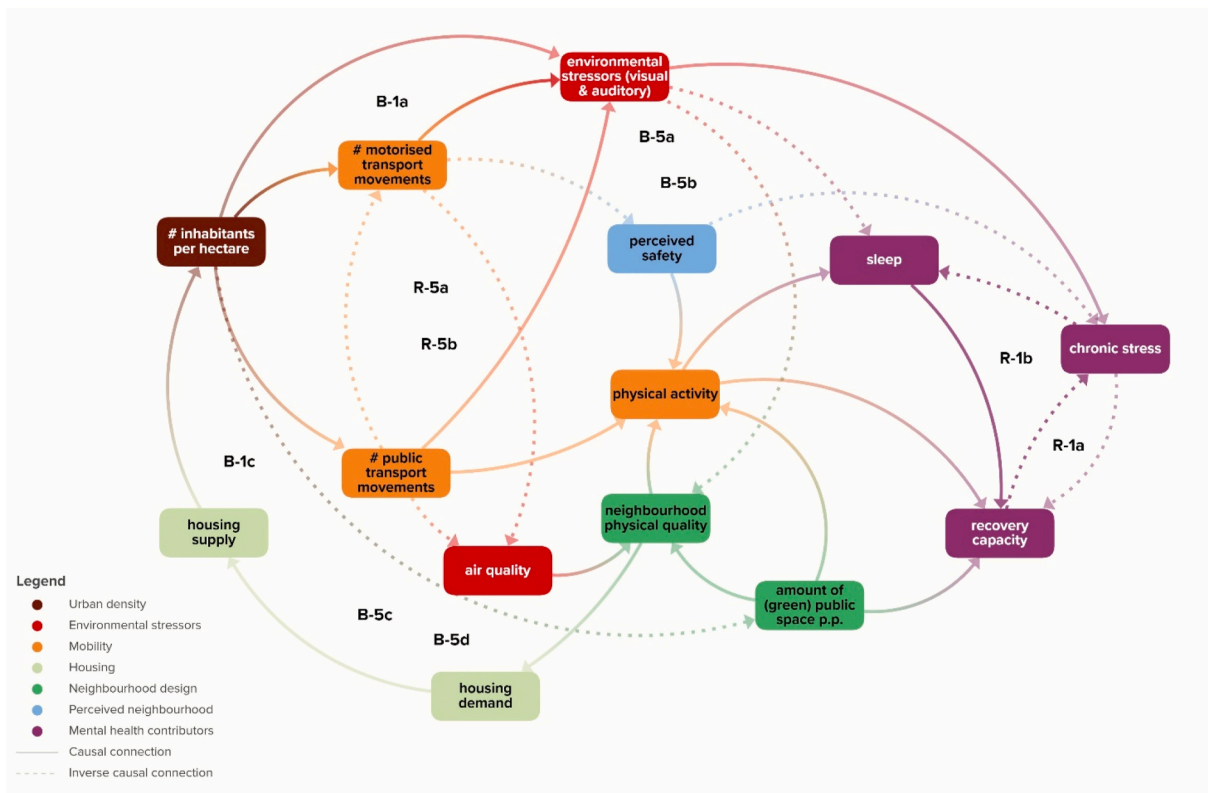 environmental
stressors (visual
& auditory)
B-1a
B-5a
# motorised
transport
movements
B-5b
# inhabitants
per hectare
perceived
safety
sleep
R-5a
R-5b
chronic stress
R-1b
physical activity
R-1a
B-1c
# public
transport
movements
neighbourhood
physical quality
housing
supply
recovery
capacity
air quality
amount of
(green) public
space p.p.
B-5c
B-5d
housing
demand
Legend
Urban density
Environmental stressors
Mobility
Housing
Neighbourhood design
Perceived neighbourhood
Mental health contributors
Causal connection
Inverse causal connection